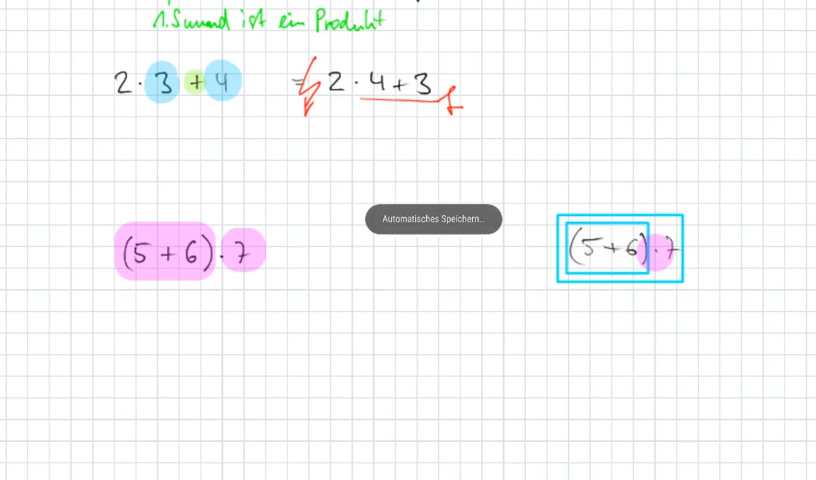 1. Summand ist ein Produkt
2 · 3 + 4 = 2 · 4 + 3
Automatisches Speichern...
(5 + 6) · 7
(5 + 6) · 7